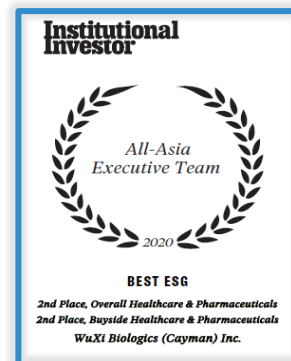 Institutional
Investor
All-Asia
Executive Team
2020
BEST ESG
2nd Place, Overall Healthcare & Pharmaceuticals
2nd Place, Buyside Healthcare & Pharmaceuticals
WuXi Biologics (Cayman) Inc.